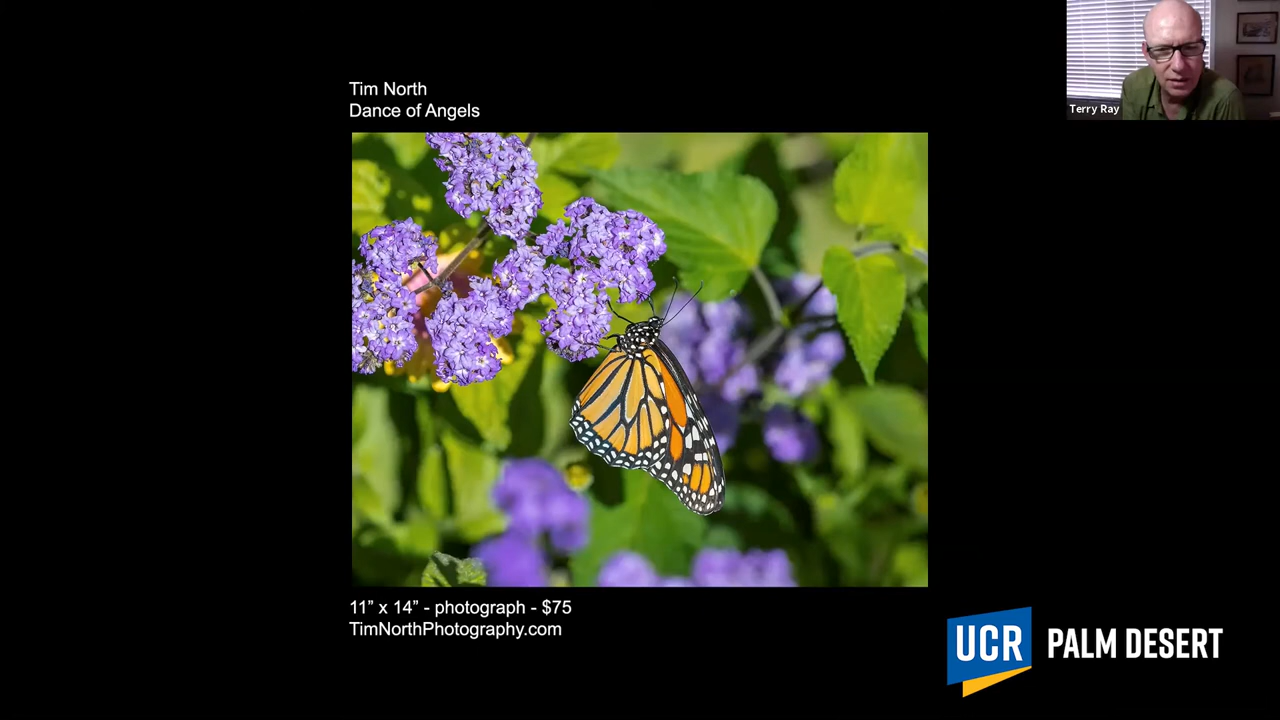 Tim North
Dance of Angels
Terry Ray
11” x 14” - photograph - $75
TimNorthPhotography.com
UCR PALM DESERT